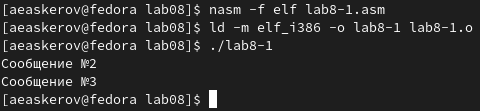 [aeaskerov@fedora lab08]$ nasm -f elf lab8-1.asm
[aeaskerov@fedora lab08]$ ld -m elf_i386 -o lab8-1 lab8-1.o
[aeaskerov@fedora lab08]$ ./lab8-1
Сообщение №2
Сообщение №3
[aeaskerov@fedora lab08]$